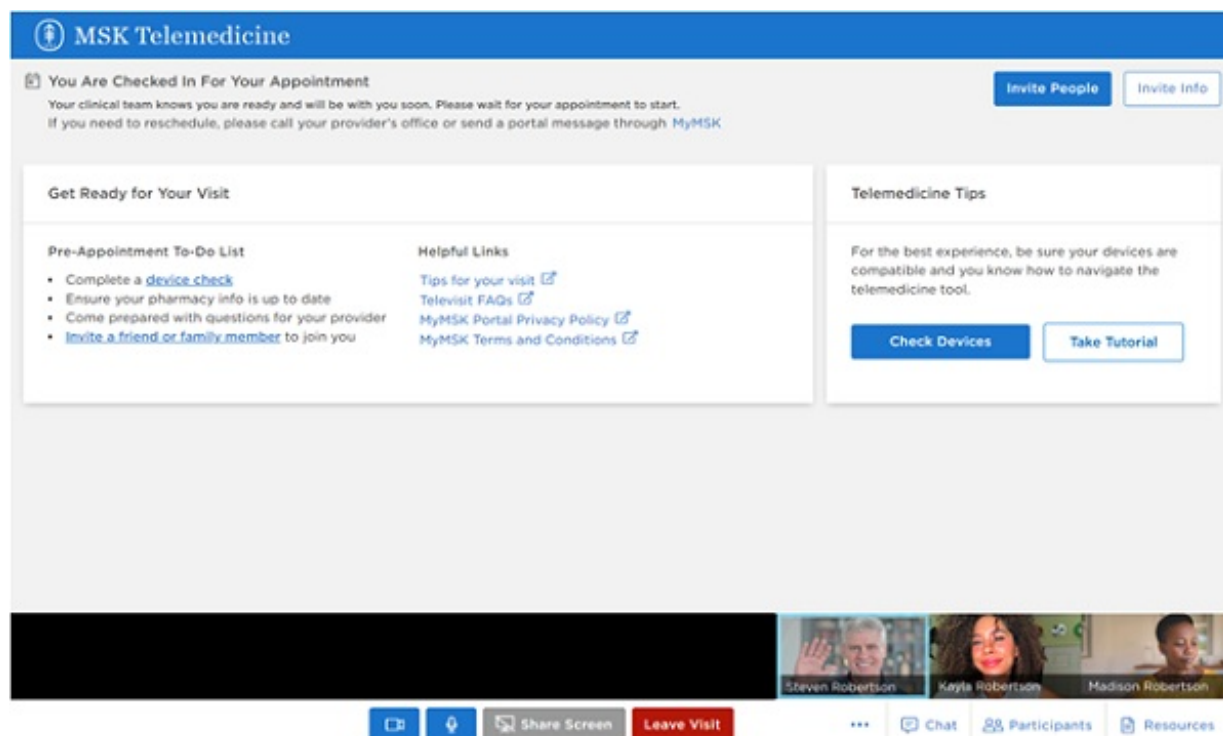 MSK Telemedicine
You Are Checked In For Your Appointment
Your clinical team knows you are ready and will be with you soon. Please wait for your appointment to start.
If you need to reschedule, please call your provider's office or send a portal message through MyMSK
Invite People
Invite Info
Get Ready for Your Visit
Pre-Appointment To-Do List
• Complete a device check
• Ensure your pharmacy info is up to date
• Come prepared with questions for your provider
• Invite a friend or family member to join you
Helpful Links
Tips for your visit
Televisit FAQs
MyMSK Portal Privacy Policy
MyMSK Terms and Conditions
Telemedicine Tips
For the best experience, be sure your devices are
compatible and you know how to navigate the
telemedicine tool.
Check Devices
Take Tutorial
Steven Robertson
Kayla Robertson
Madison Robertson
Share Screen
Leave Visit
Chat
Participants
Resources